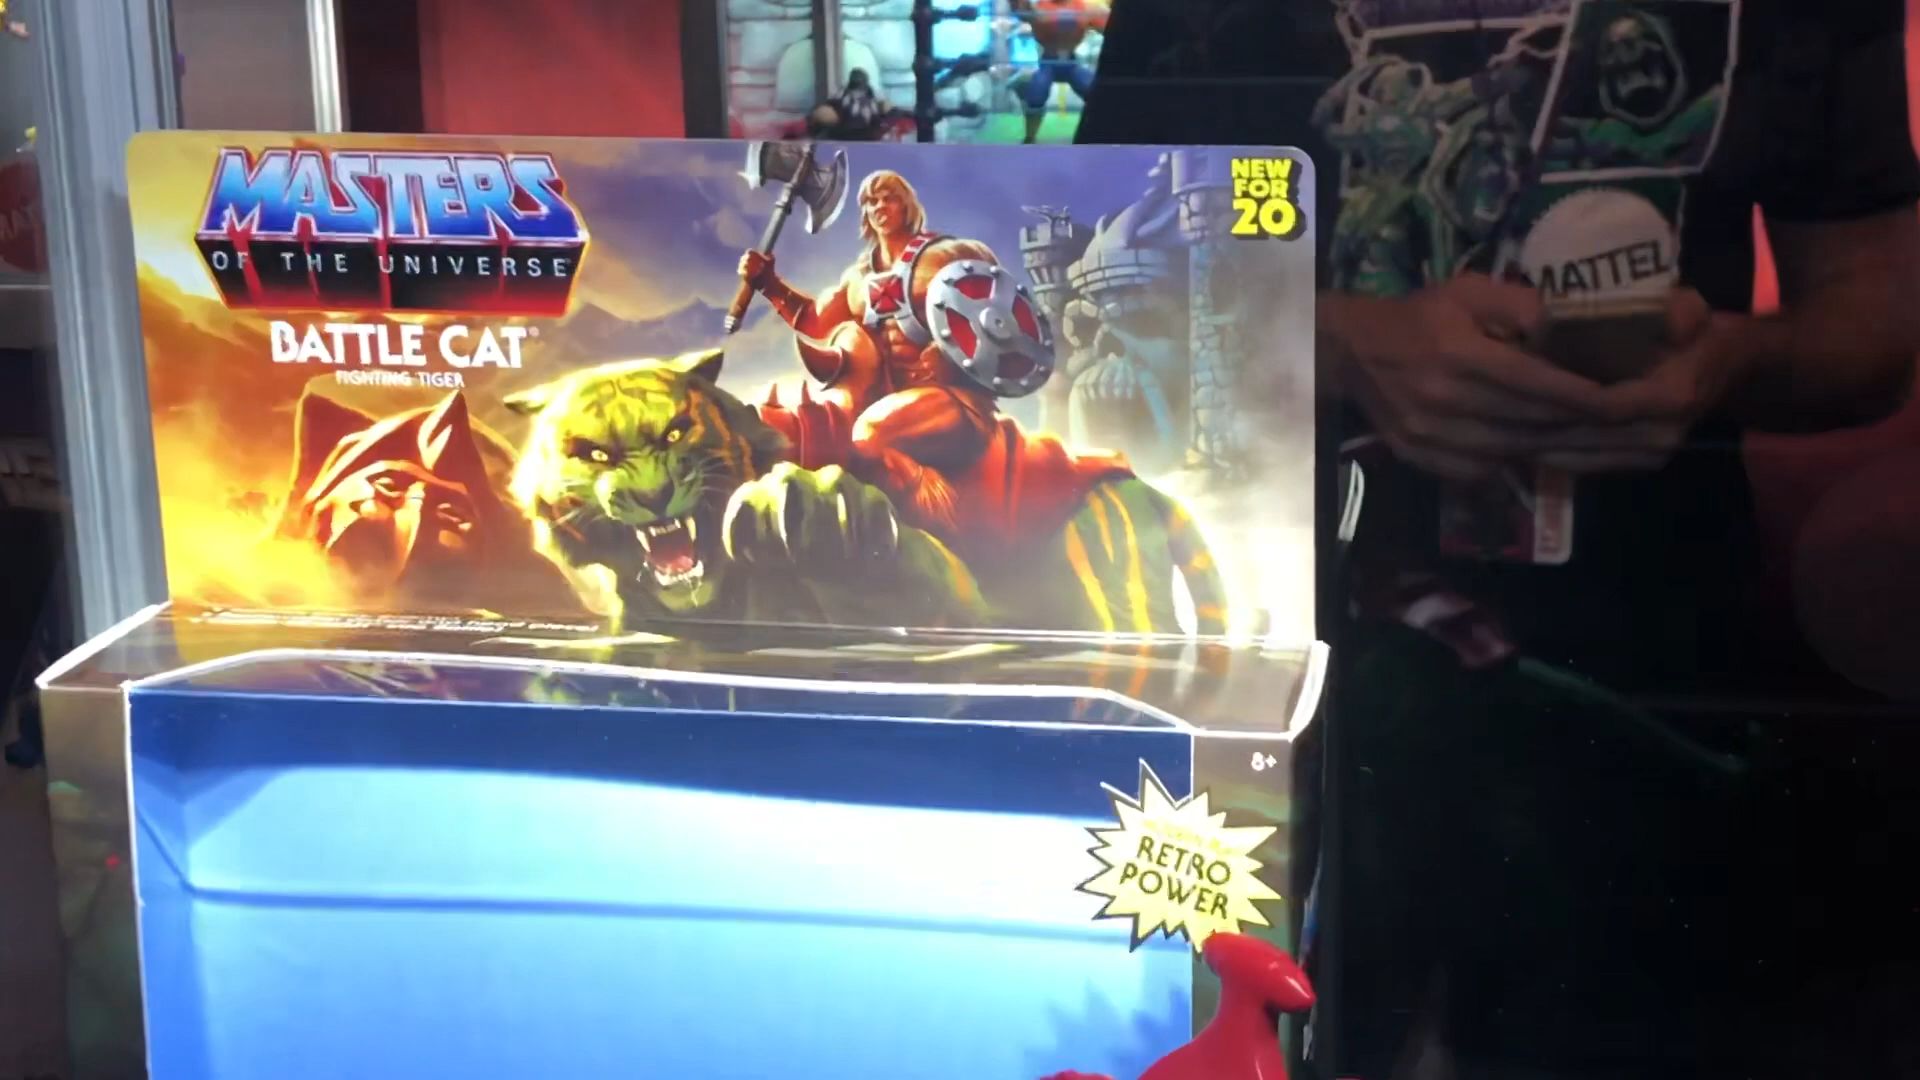 MASTERS
OF THE UNIVERSE
BATTLE CAT®
FIGHTING TIGER
NEW
FOR
20
MATTEL
8+
RETRO
POWER